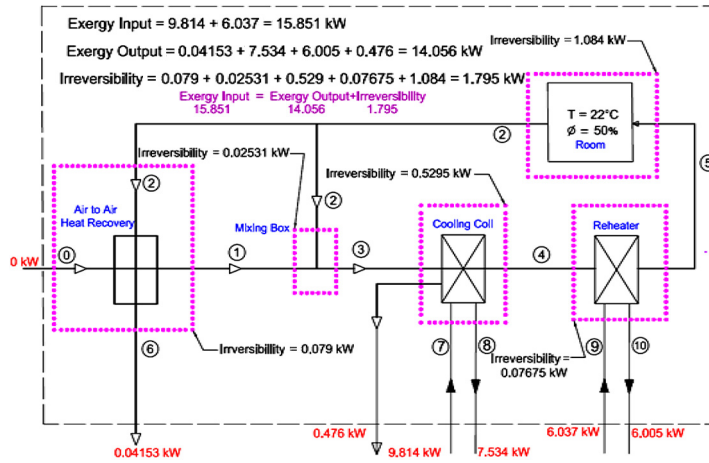 Exergy Input = 9.814 + 6.037 = 15.851 kW
Exergy Output = 0.04153 + 7.534 + 6.005 + 0.476 = 14.056 kW
Irreversibility = 0.079 + 0.02531 + 0.529 + 0.07675 + 1.084 = 1.795 kW
Exergy Input = Exergy Output+Irreversibility
15.851 14.056 1.795
Irreversibility = 1.084 kW
T = 22°C
Ø = 50%
Room
2
5
Irreversibility = 0.02531 kW
Irreversibility = 0.5295 kW
2
2
Air to Air
Heat Recovery
Mixing Box
Cooling Coil
Reheater
0 kW
0
1
3
4
6
Irrversibillity = 0,079 kW
7
8
Irreversibility =
0.07675 kW
9
10
0.04153 kW
0.476 kW
9.814 kW
7.534 kW
6.037 kW
6.005 kW